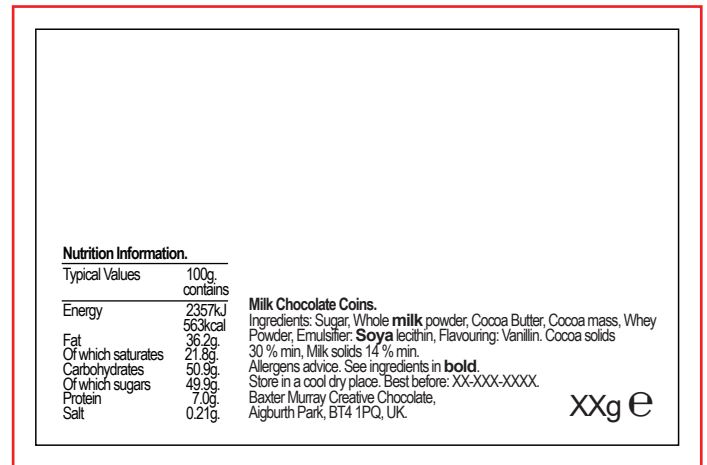 Nutrition Information.
Typical Values 100g.
contains
Energy 2357kJ
563kcal
Fat 36.2g.
Of which saturates 21.8g.
Carbohydrates 50.9g.
Of which sugars 49.9g.
Protein 7.0g.
Salt 0.21g.
Milk Chocolate Coins.
Ingredients: Sugar, Whole milk powder, Cocoa Butter, Cocoa mass, Whey
Powder, Emulsifier: Soya lecithin, Flavouring: Vanillin. Cocoa solids
30 % min, Milk solids 14 % min.
Allergens advice. See ingredients in bold.
Store in a cool dry place. Best before: XX-XXX-XXXX.
Baxter Murray Creative Chocolate,
Aigburth Park, BT4 1PQ, UK.
XXg ℮